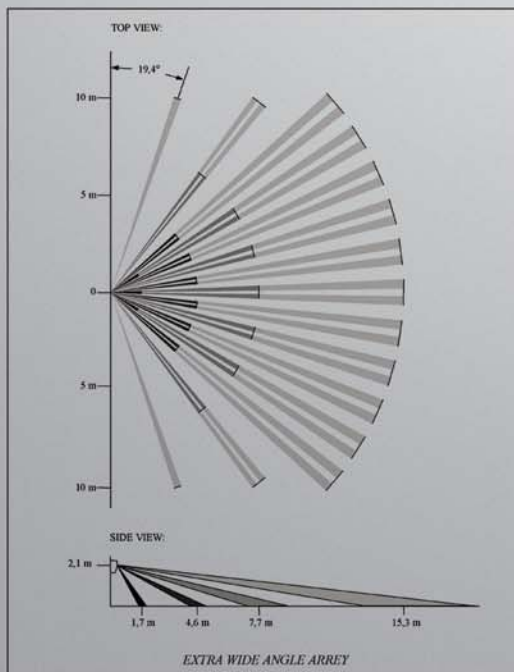 TOP VIEW:
19,4°
10 m
5 m
0
5 m
10 m
SIDE VIEW:
2,1 m
1,7 m 4,6 m 7,7 m 15,3 m
EXTRA WIDE ANGLE ARREY